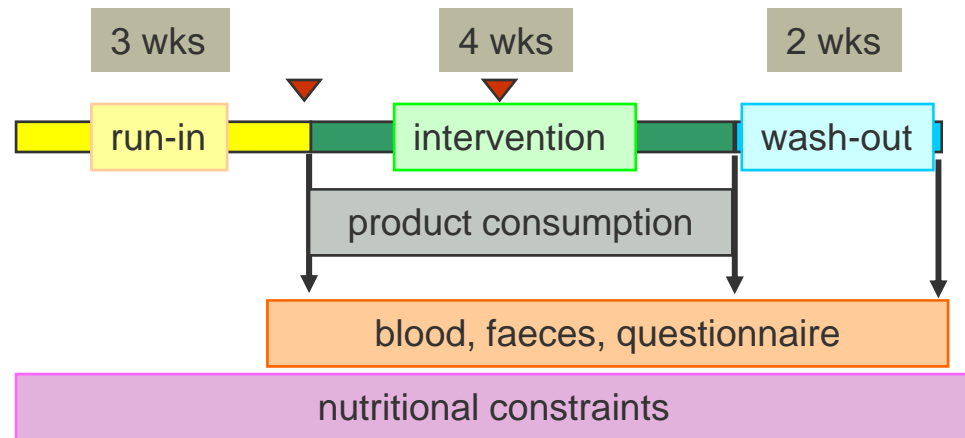 3 wks
4 wks
2 wks
run-in
intervention
wash-out
product consumption
blood, faeces, questionnaire
nutritional constraints